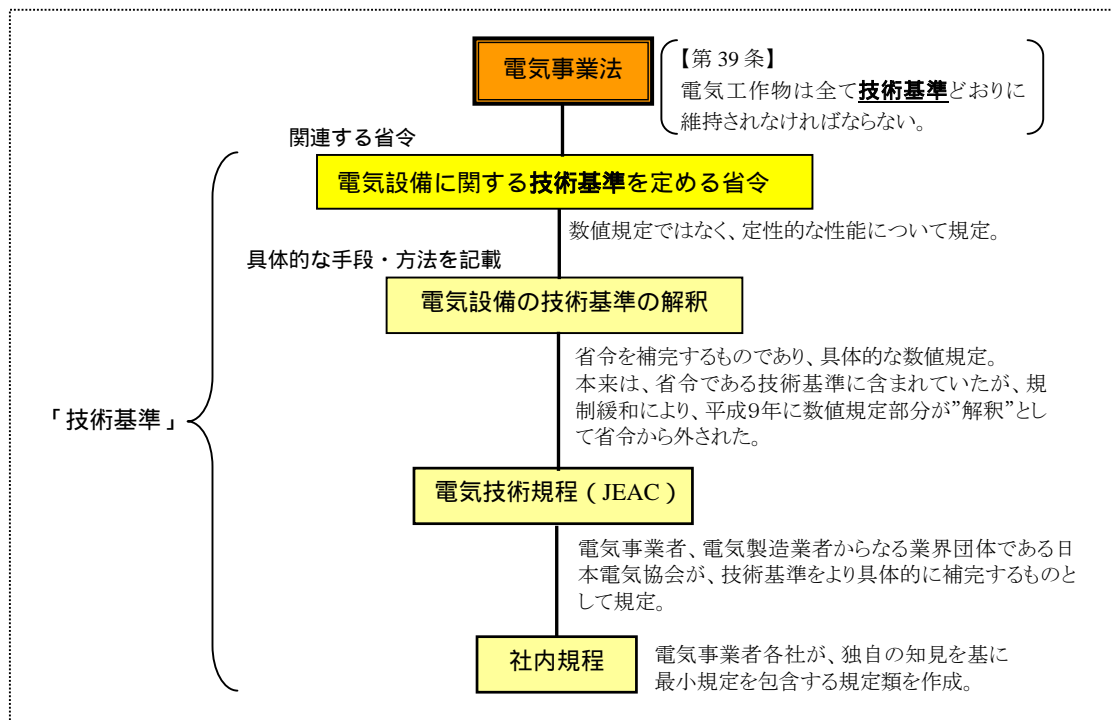 電気事業法
【第 39 条】
電気工作物は全て技術基準どおりに
維持されなければならない。
関連する省令
電気設備に関する技術基準を定める省令
数値規定ではなく、定性的な性能について規定。
具体的な手段・方法を記載
電気設備の技術基準の解釈
省令を補完するものであり、具体的な数値規定。
本来は、省令である技術基準に含まれていたが、規
制緩和により、平成９年に数値規定部分が”解釈”とし
て省令から外された。
「技術基準」
電気技術規程（JEAC）
電気事業者、電気製造業者からなる業界団体である日
本電気協会が、技術基準をより具体的に補完するものと
して規定。
社内規程
電気事業者各社が、独自の知見を基に
最小規定を包含する規定類を作成。